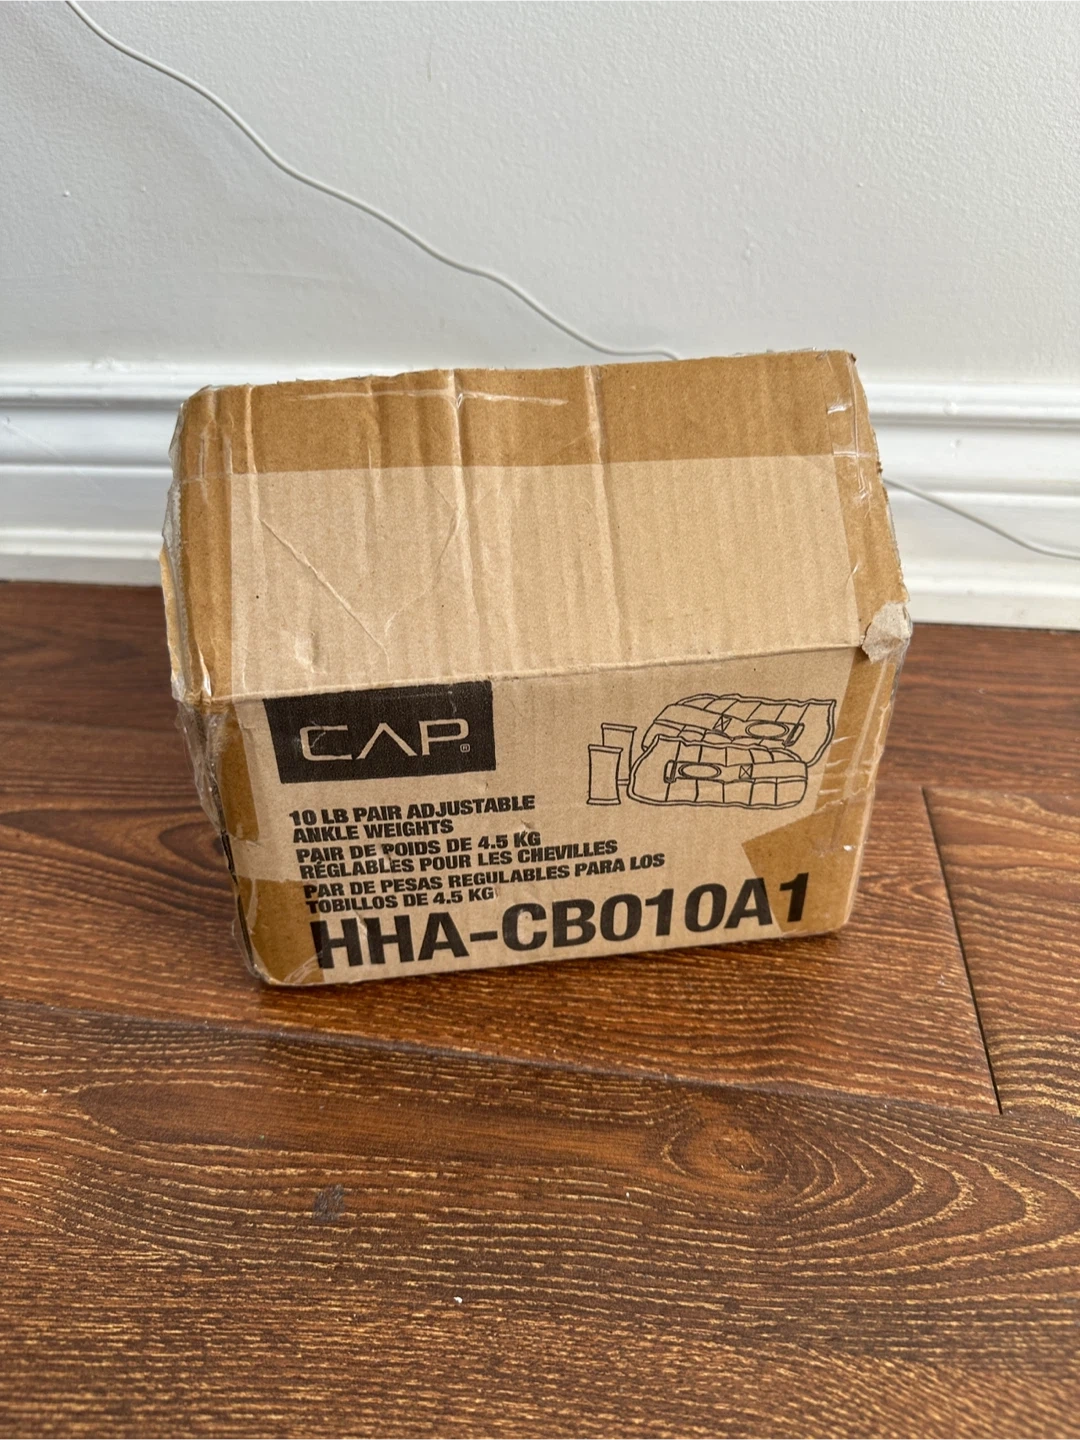 CAP®
10 LB PAIR ADJUSTABLE
ANKLE WEIGHTS
PAIR DE POIDS DE 4.5 KG
RÉGLABLES POUR LES CHEVILLES
PAR DE PESAS REGULABLES PARA LOS
TOBILLOS DE 4.5 KG
HHA-CB010A1